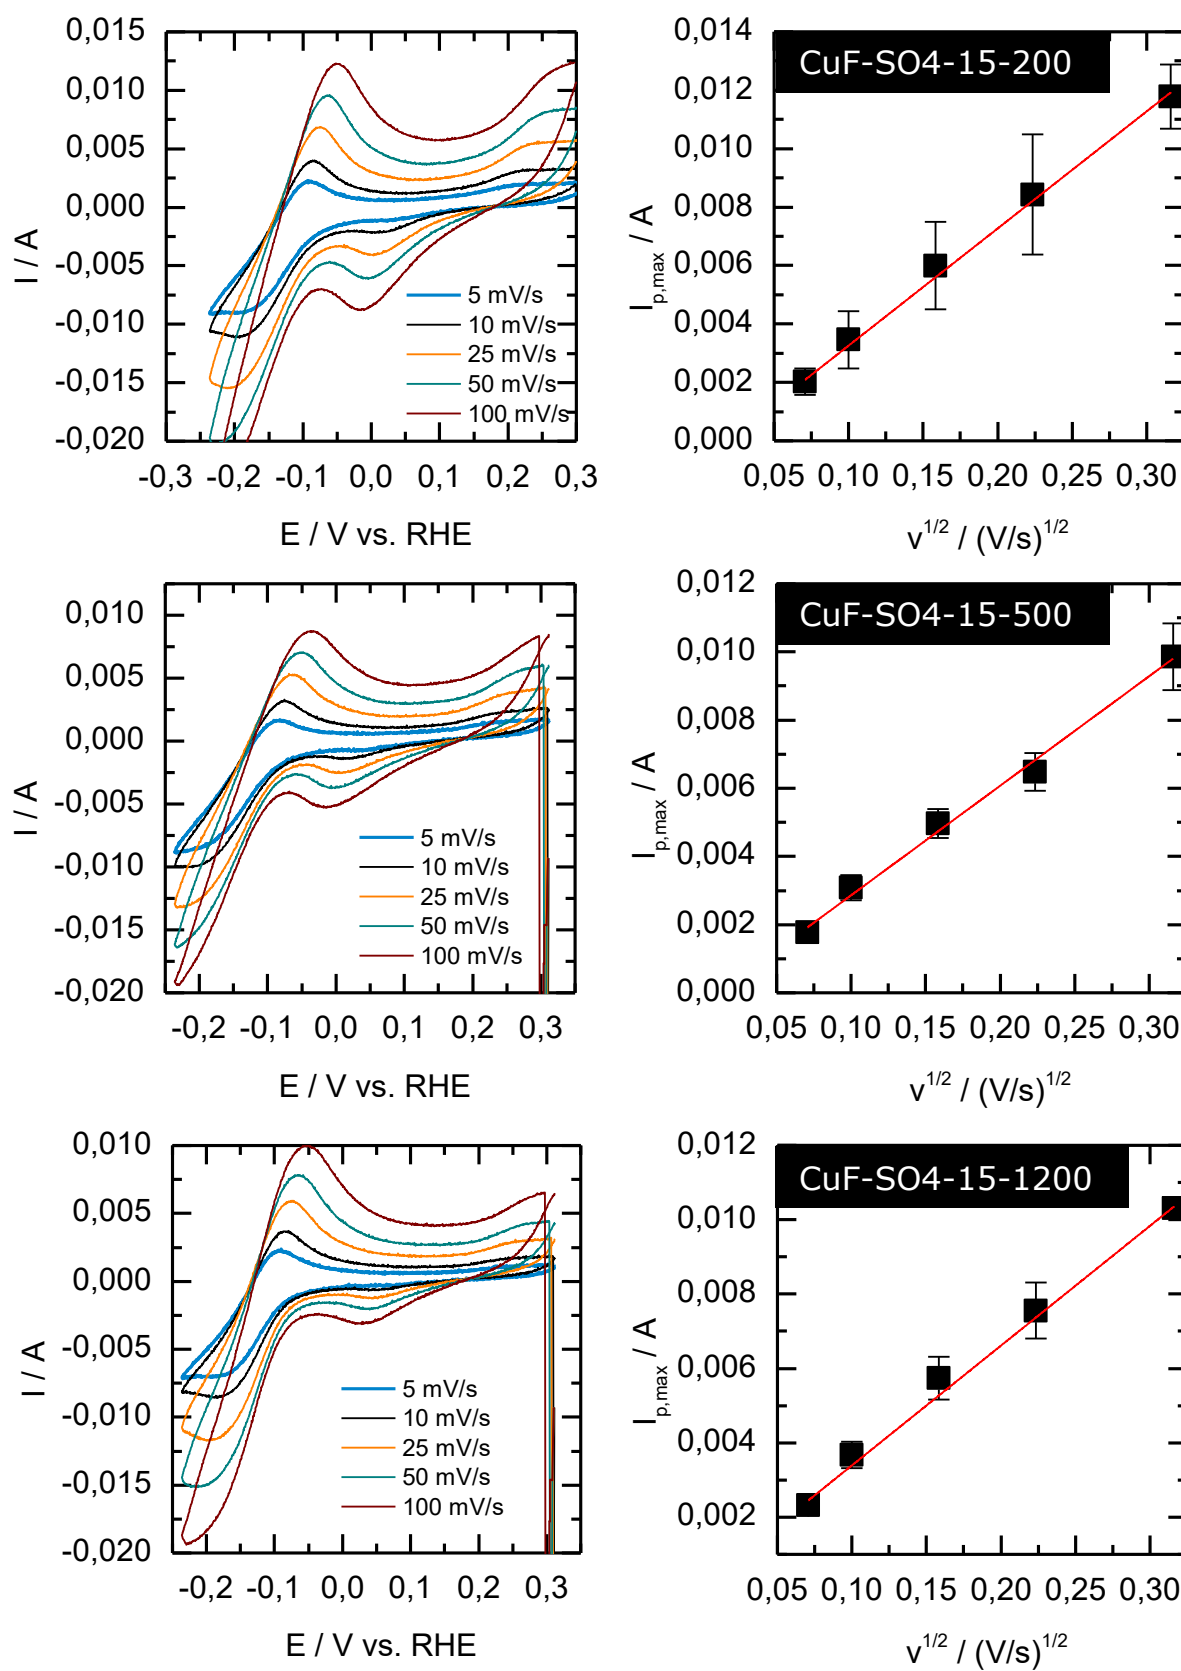 0,015
0,010
0,005
0,000
-0,005
-0,010
-0,015
-0,020
I / A
5 mV/s
10 mV/s
25 mV/s
50 mV/s
100 mV/s
-0,3 -0,2 -0,1 0,0 0,1 0,2 0,3
E / V vs. RHE
CuF-SO4-15-200
0,014
0,012
0,010
0,008
0,006
0,004
0,002
0,000
I_p,max / A
0,05 0,10 0,15 0,20 0,25 0,30
v^1/2 / (V/s)^1/2
0,010
0,005
0,000
-0,005
-0,010
-0,015
-0,020
I / A
5 mV/s
10 mV/s
25 mV/s
50 mV/s
100 mV/s
-0,2 -0,1 0,0 0,1 0,2 0,3
E / V vs. RHE
CuF-SO4-15-500
0,012
0,010
0,008
0,006
0,004
0,002
0,000
I_p,max / A
0,05 0,10 0,15 0,20 0,25 0,30
v^1/2 / (V/s)^1/2
0,010
0,005
0,000
-0,005
-0,010
-0,015
-0,020
I / A
5 mV/s
10 mV/s
25 mV/s
50 mV/s
100 mV/s
-0,2 -0,1 0,0 0,1 0,2 0,3
E / V vs. RHE
CuF-SO4-15-1200
0,012
0,010
0,008
0,006
0,004
0,002
I_p,max / A
0,05 0,10 0,15 0,20 0,25 0,30
v^1/2 / (V/s)^1/2